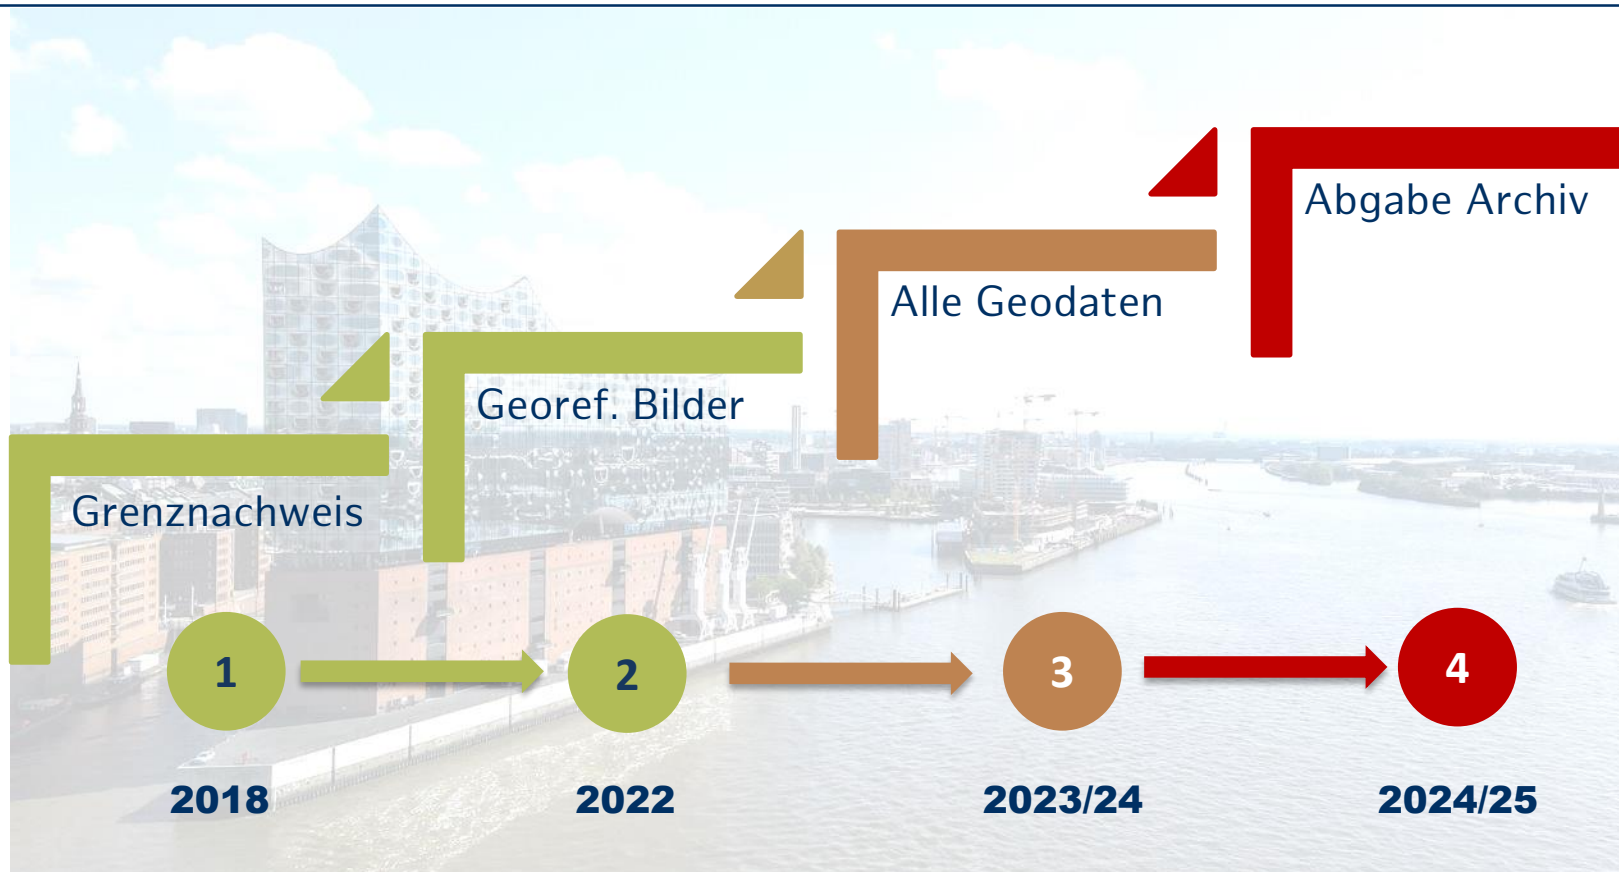 Abgabe Archiv
Alle Geodaten
Georef. Bilder
Grenznachweis
1
2
3
4
2018
2022
2023/24
2024/25